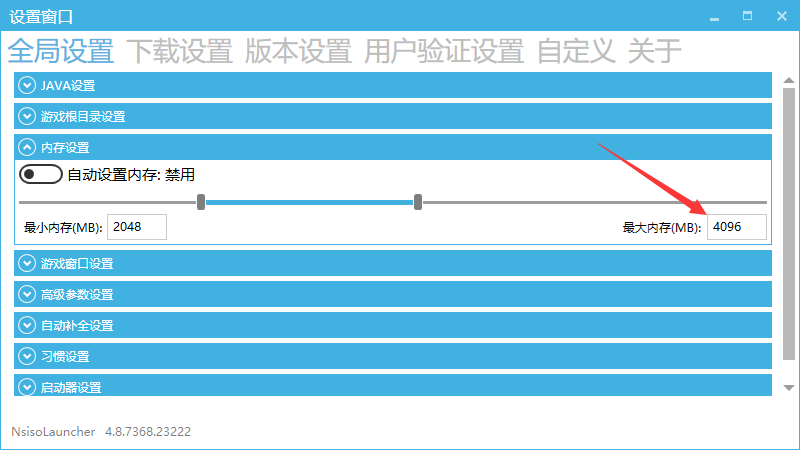 设置窗口
全局设置 下载设置 版本设置 用户验证设置 自定义 关于
JAVA设置
游戏根目录设置
内存设置
自动设置内存: 禁用
最小内存(MB): 2048 最大内存(MB): 4096
游戏窗口设置
高级参数设置
自动补全设置
习惯设置
启动器设置
NsisoLauncher 4.8.7368.23222